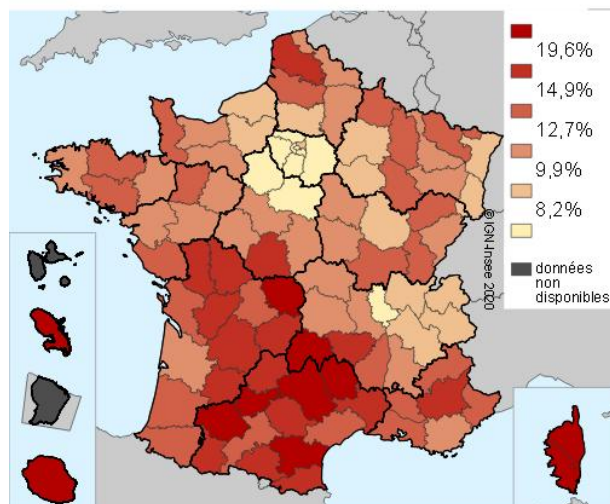 19,6%
14,9%
12,7%
9,9%
8,2%
données
non
disponibles
© IGN-Insee 2020